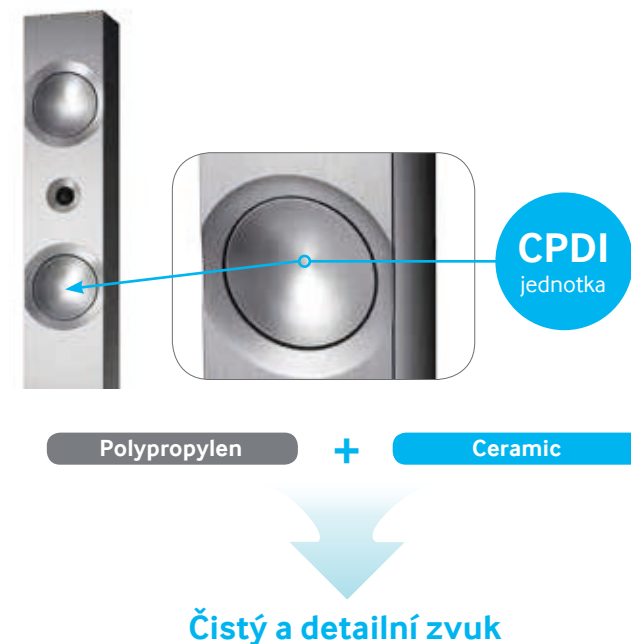 CPDI
jednotka
Polypropylen + Ceramic
Čistý a detailní zvuk